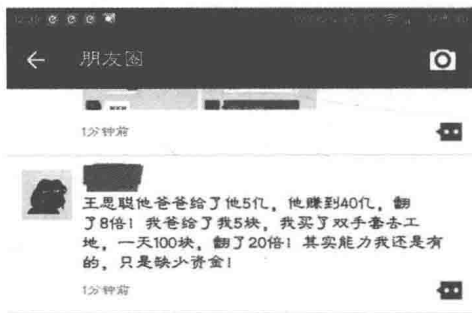 朋友圈
1分钟前
王思聪他爸爸给了他5亿，他赚到40亿，翻
了8倍！我爸给了我5块，我买了双手套去工
地，一天100块，翻了20倍！其实能力我还是有
的，只是缺少资金！
1分钟前